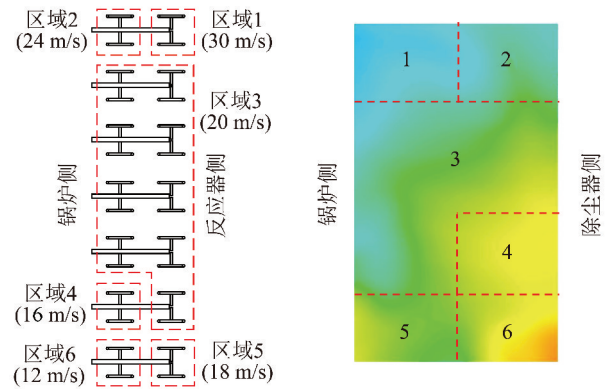 区域2
(24 m/s)
区域1
(30 m/s)
区域3
(20 m/s)
锅炉侧
反应器侧
区域4
(16 m/s)
区域6
(12 m/s)
区域5
(18 m/s)
1
2
3
4
5
6
锅炉侧
除尘器侧